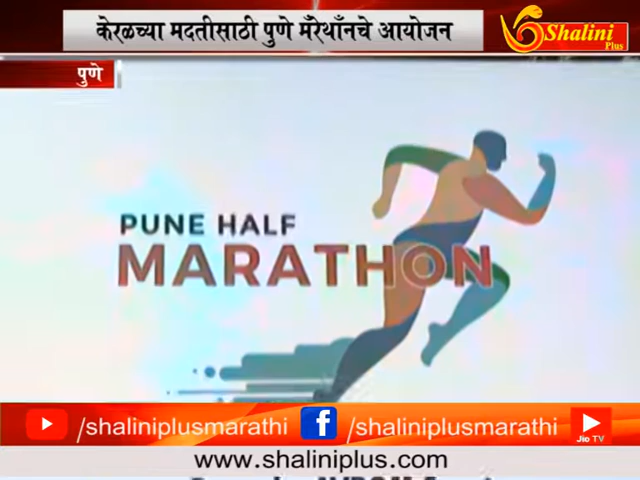 केरळच्या मदतीसाठी पुणे मॅरेथॉनचे आयोजन
Shalini
Plus
पुणे
PUNE HALF
MARATHON
/shaliniplusmarathi
/shaliniplusmarathi
Jio TV
www.shaliniplus.com